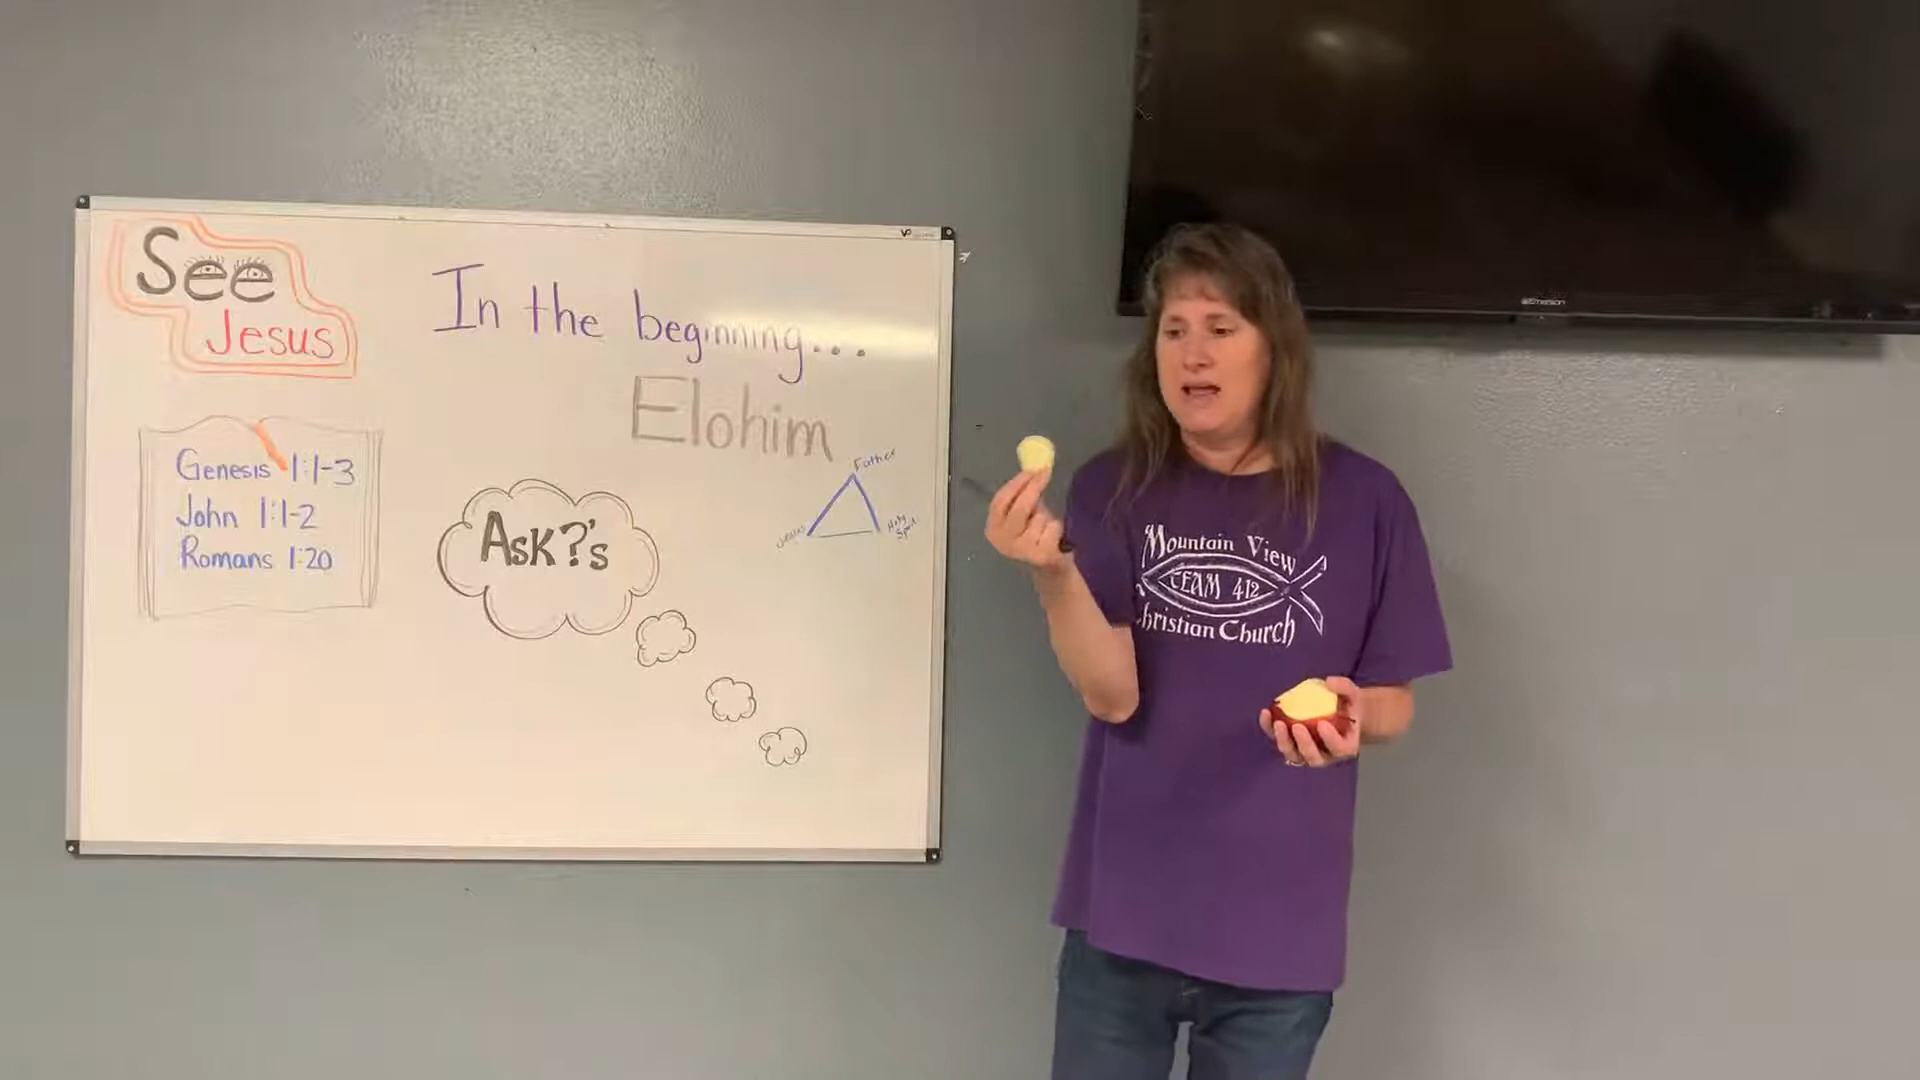 See
Jesus
In the beginning...
Elohim
Genesis 1:1-3
John 1:1-2
Romans 1:20
Ask?'s
Father
Jesus
Holy
Spirit
Emerson
Mountain View
TEAM 412
Christian Church